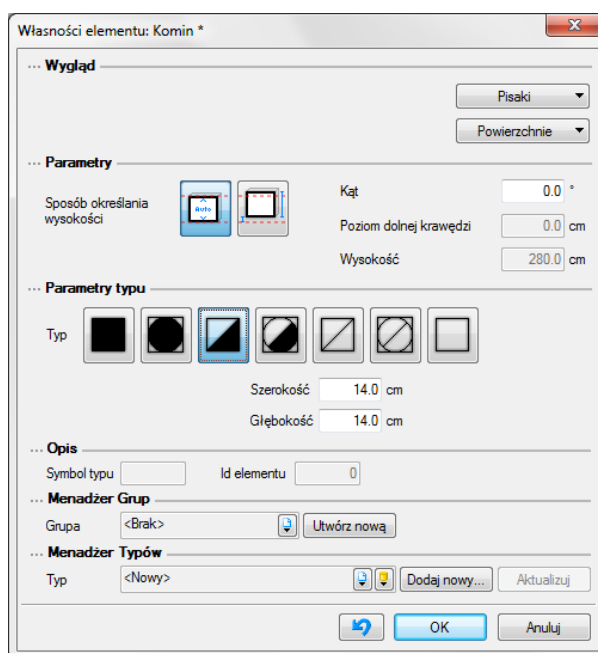 Własności elementu: Komin *
... Wygląd
Pisaki
Powierzchnie
... Parametry
Sposób określania
wysokości
Auto
Kąt 0.0 °
Poziom dolnej krawędzi 0.0 cm
Wysokość 280.0 cm
... Parametry typu
Typ
Szerokość 14.0 cm
Głębokość 14.0 cm
... Opis
Symbol typu Id elementu 0
... Menadżer Grup
Grupa <Brak> Utwórz nową
... Menadżer Typów
Typ <Nowy> Dodaj nowy... Aktualizuj
OK Anuluj